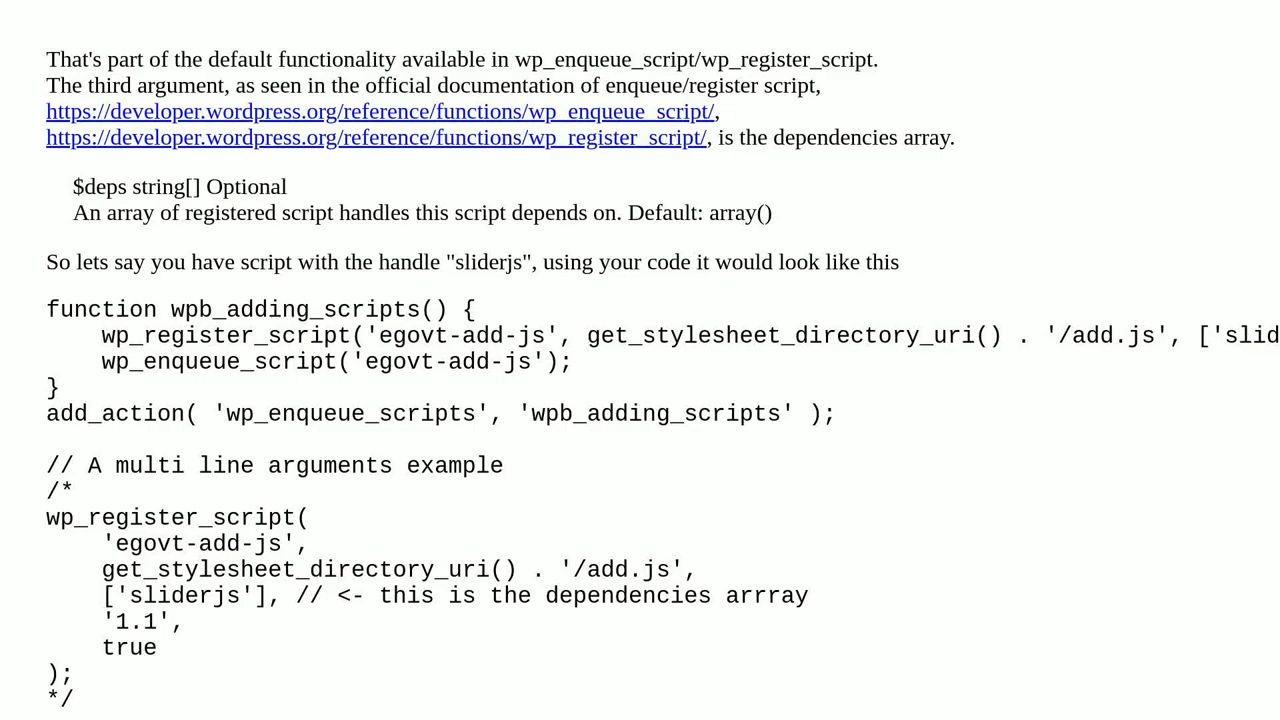 That's part of the default functionality available in wp_enqueue_script/wp_register_script.
The third argument, as seen in the official documentation of enqueue/register script,
https://developer.wordpress.org/reference/functions/wp_enqueue_script/,
https://developer.wordpress.org/reference/functions/wp_register_script/, is the dependencies array.
$deps string[] Optional
An array of registered script handles this script depends on. Default: array()
So lets say you have script with the handle "sliderjs", using your code it would look like this
function wpb_adding_scripts() {
    wp_register_script('egovt-add-js', get_stylesheet_directory_uri() . '/add.js', ['slid
    wp_enqueue_script('egovt-add-js');
}
add_action( 'wp_enqueue_scripts', 'wpb_adding_scripts' );
// A multi line arguments example
/*
wp_register_script(
    'egovt-add-js',
    get_stylesheet_directory_uri() . '/add.js',
    ['sliderjs'], // <- this is the dependencies arrray
    '1.1',
    true
);
*/